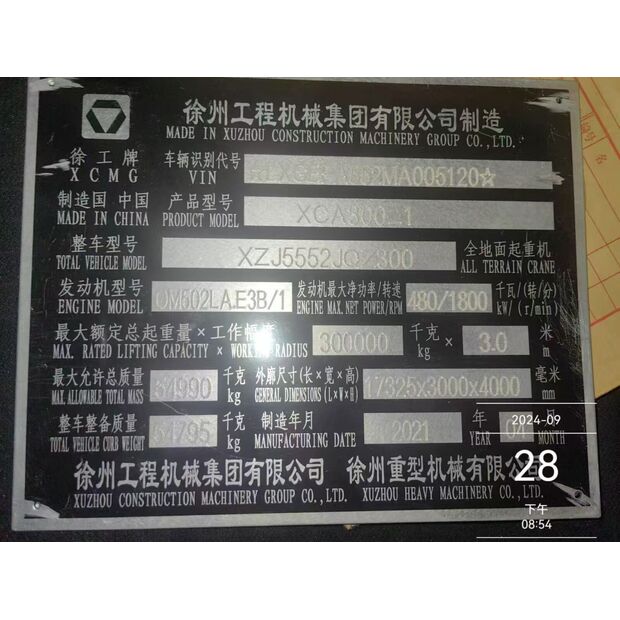 徐州工程机械集团有限公司制造
MADE IN XUZHOU CONSTRUCTION MACHINERY GROUP CO.,LTD.
徐工牌
XCMG
车辆识别代号
VIN
制造国 中国
MADE IN CHINA
产品型号
PRODUCT MODEL
整车型号
TOTAL VEHICLE MODEL
全地面起重机
ALL TERRAIN CRANE
发动机型号
ENGINE MODEL
OM502LA.E3B/1
发动机最大净功率/转速
ENGINE MAX. NET POWER/RPM
480/1800
千瓦/(转/分)
kW/ (r/min)
最大额定总起重量×工作幅度
MAX. RATED LIFTING CAPACITY × WORKING RADIUS
300000
千克
kg
×
3.0
米
m
最大允许总质量
MAX. ALLOWABLE TOTAL MASS
54990
千克
kg
外廓尺寸(长×宽×高)
GENERAL DIMENSIONS (L×W×H)
17325x3000x4000
毫米
mm
整车整备质量
TOTAL VEHICLE CURB WEIGHT
54795
千克
kg
制造年月
MANUFACTURING DATE
2021
年
YEAR
04
月
MONTH
徐州工程机械集团有限公司
XUZHOU CONSTRUCTION MACHINERY GROUP CO.,LTD.
徐州重型机械有限公司
XUZHOU HEAVY MACHINERY CO.,LTD.
2024-09
28
下午
08:54